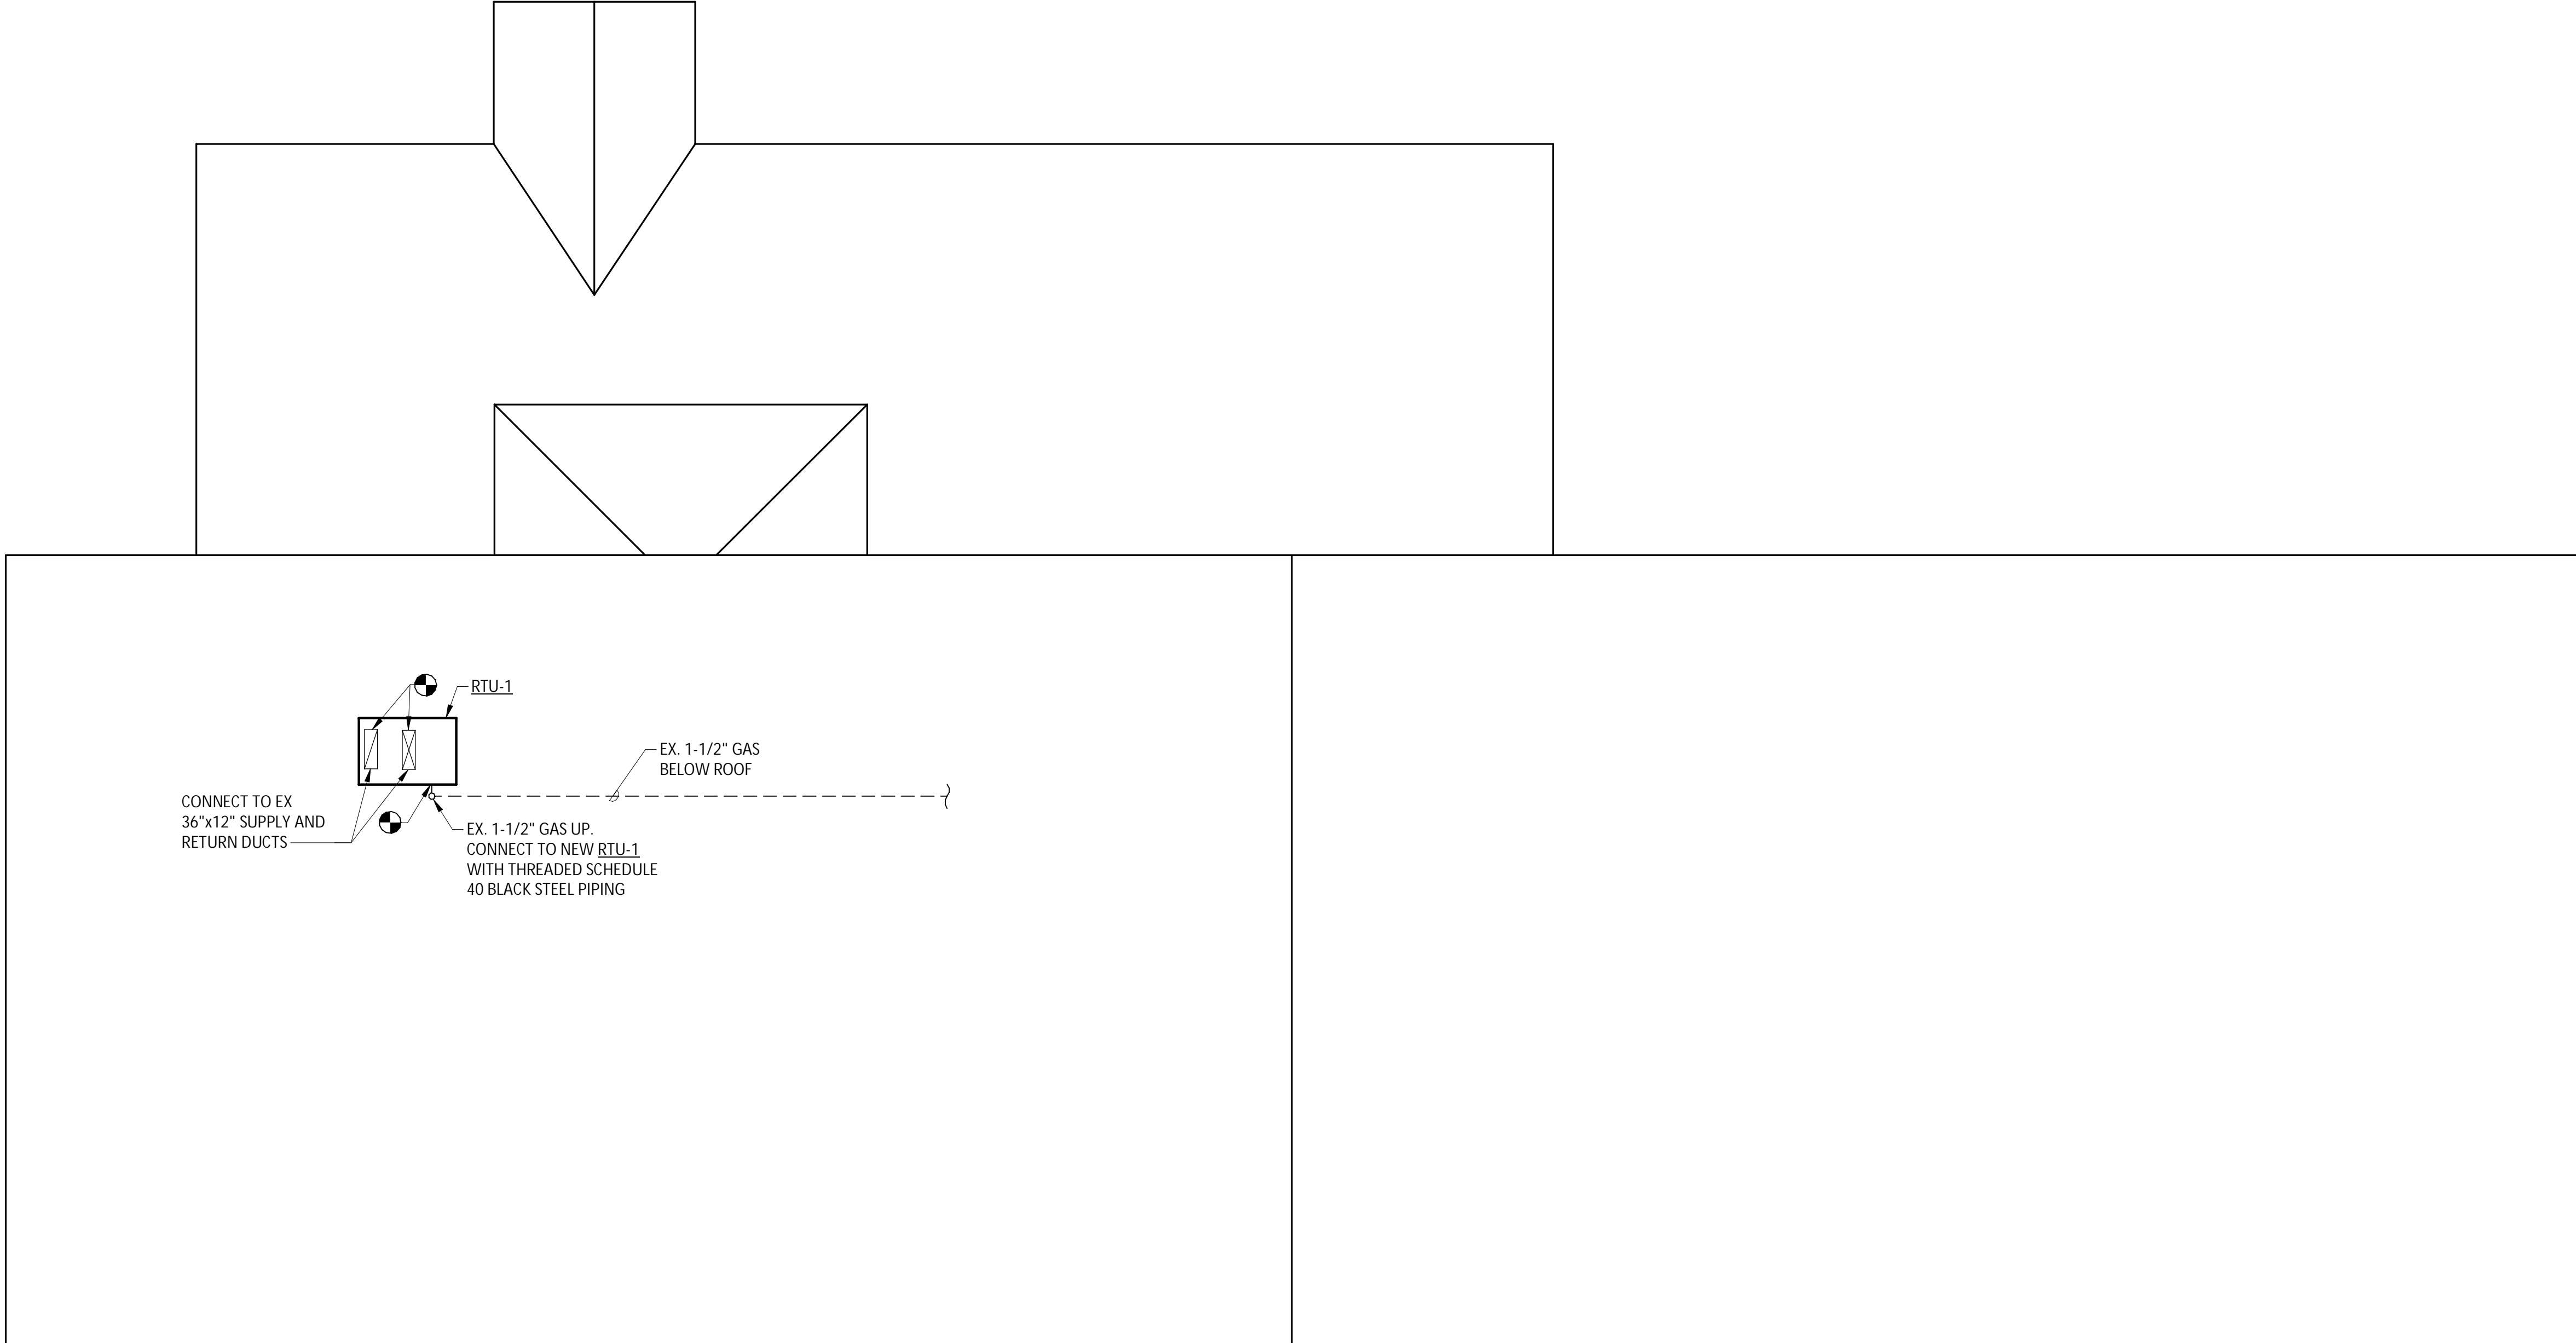 RTU-1
EX. 1-1/2" GAS
BELOW ROOF
CONNECT TO EX
36"x12" SUPPLY AND
RETURN DUCTS
EX. 1-1/2" GAS UP.
CONNECT TO NEW RTU-1
WITH THREADED SCHEDULE
40 BLACK STEEL PIPING